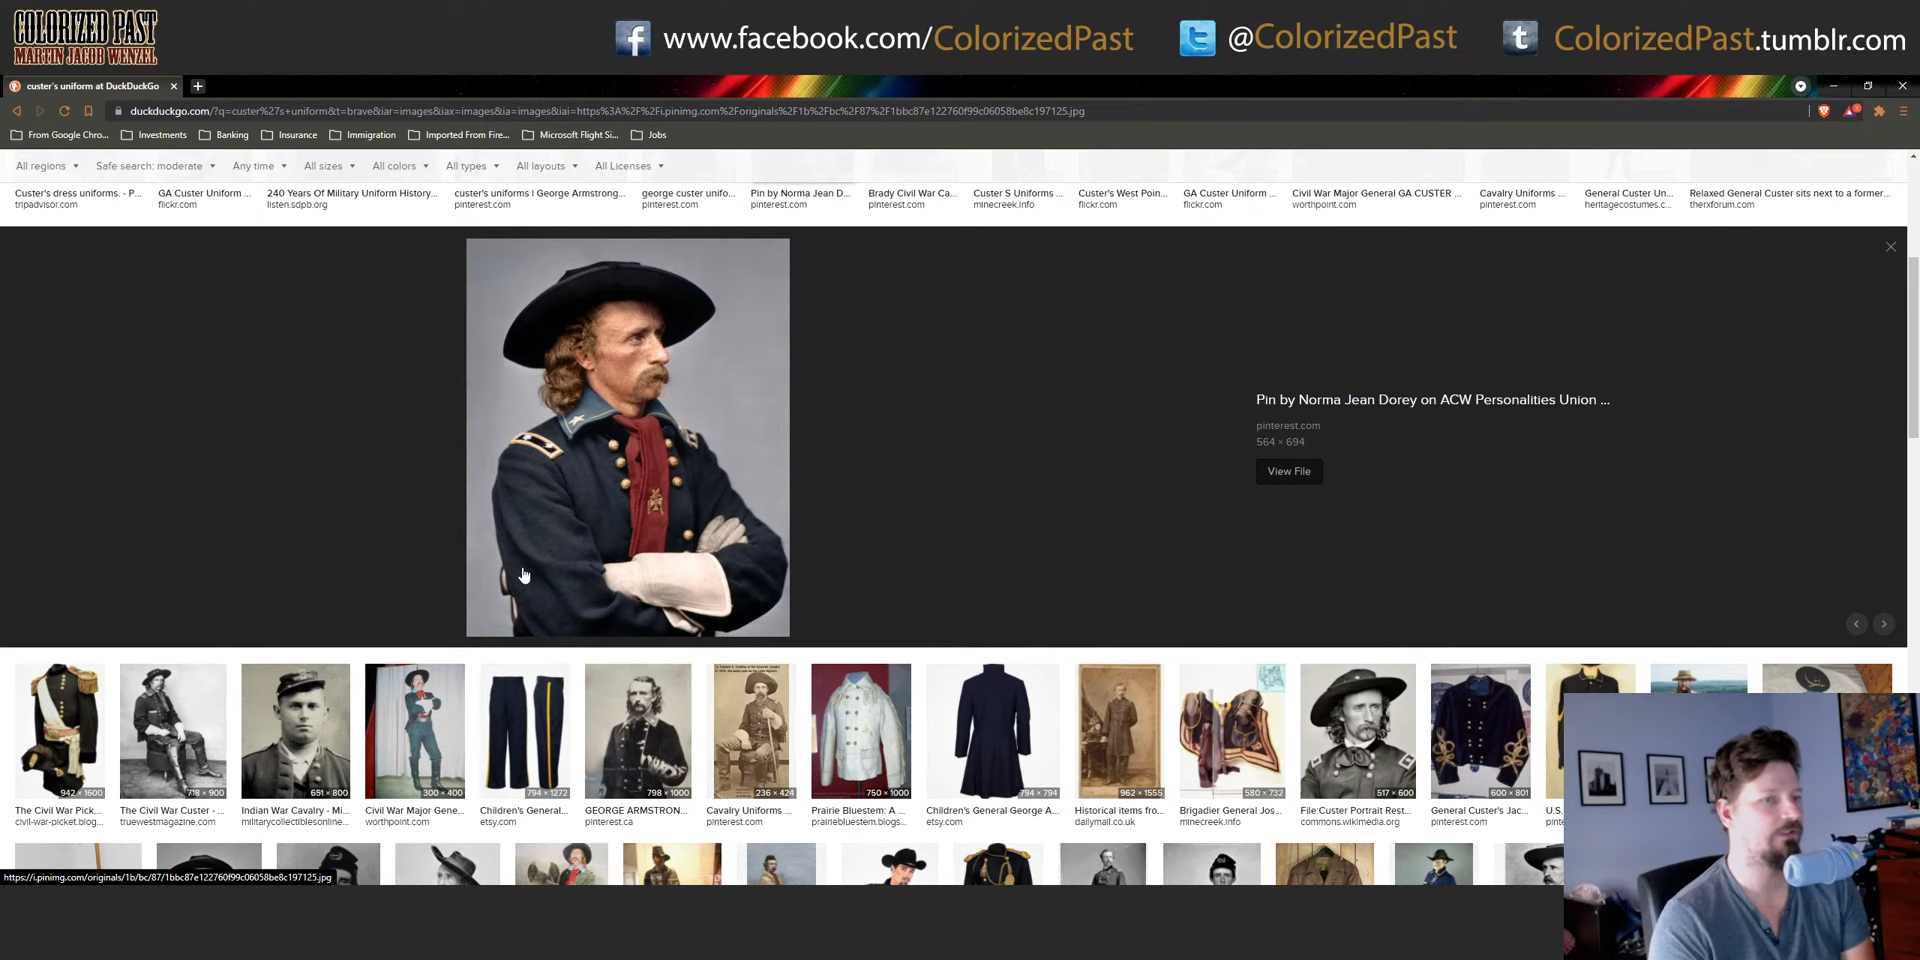 COLORIZED PAST
MARTIN JACOB WENZEL
www.facebook.com/ColorizedPast
@ColorizedPast
ColorizedPast.tumblr.com
custer's uniform at DuckDuckGo
duckduckgo.com/?q=custer%27s+uniform&t=brave&iar=images&iax=images&ia=images&iai=https%3A%2F%2Fi.pinimg.com%2Foriginals%2F1b%2Fbc%2F87%2F1bbc87e122760f99c06058be8c197125.jpg
From Google Chro...
Investments
Banking
Insurance
Immigration
Imported From Fire...
Microsoft Flight Si...
Jobs
All regions
Safe search: moderate
Any time
All sizes
All colors
All types
All layouts
All Licenses
Custer's dress uniforms. - P...
tripadvisor.com
GA Custer Uniform ...
flickr.com
240 Years Of Military Uniform History...
listen.sdpb.org
custer's uniforms | George Armstrong...
pinterest.com
george custer unifo...
pinterest.com
Pin by Norma Jean D...
pinterest.com
Brady Civil War Ca...
pinterest.com
Custer S Uniforms ...
minecreek.info
Custer's West Poin...
flickr.com
GA Custer Uniform ...
flickr.com
Civil War Major General GA CUSTER ...
worthpoint.com
Cavalry Uniforms ...
pinterest.com
General Custer Un...
heritagecostumes.c...
Relaxed General Custer sits next to a former...
therxforum.com
Pin by Norma Jean Dorey on ACW Personalities Union ...
pinterest.com
564 × 694
View File
942 × 1600
The Civil War Pick...
civil-war-picket.blog...
718 × 900
The Civil War Custer - ...
truewestmagazine.com
651 × 800
Indian War Cavalry - Mi...
militarycollectiblesonline...
300 × 400
Civil War Major Gene...
worthpoint.com
794 × 1272
Children's General...
etsy.com
798 × 1000
GEORGE ARMSTRON...
pinterest.ca
236 × 424
Cavalry Uniforms ...
pinterest.com
750 × 1000
Prairie Bluestem: A ...
prairiebluestem.blogs...
794 × 794
Children's General George A...
etsy.com
962 × 1555
Historical items fro...
dailymail.co.uk
580 × 732
Brigadier General Jos...
minecreek.info
517 × 600
File:Custer Portrait Rest...
commons.wikimedia.org
600 × 801
General Custer's Jac...
pinterest.com
U.S.
https://i.pinimg.com/originals/1b/bc/87/1bbc87e122760f99c06058be8c197125.jpg